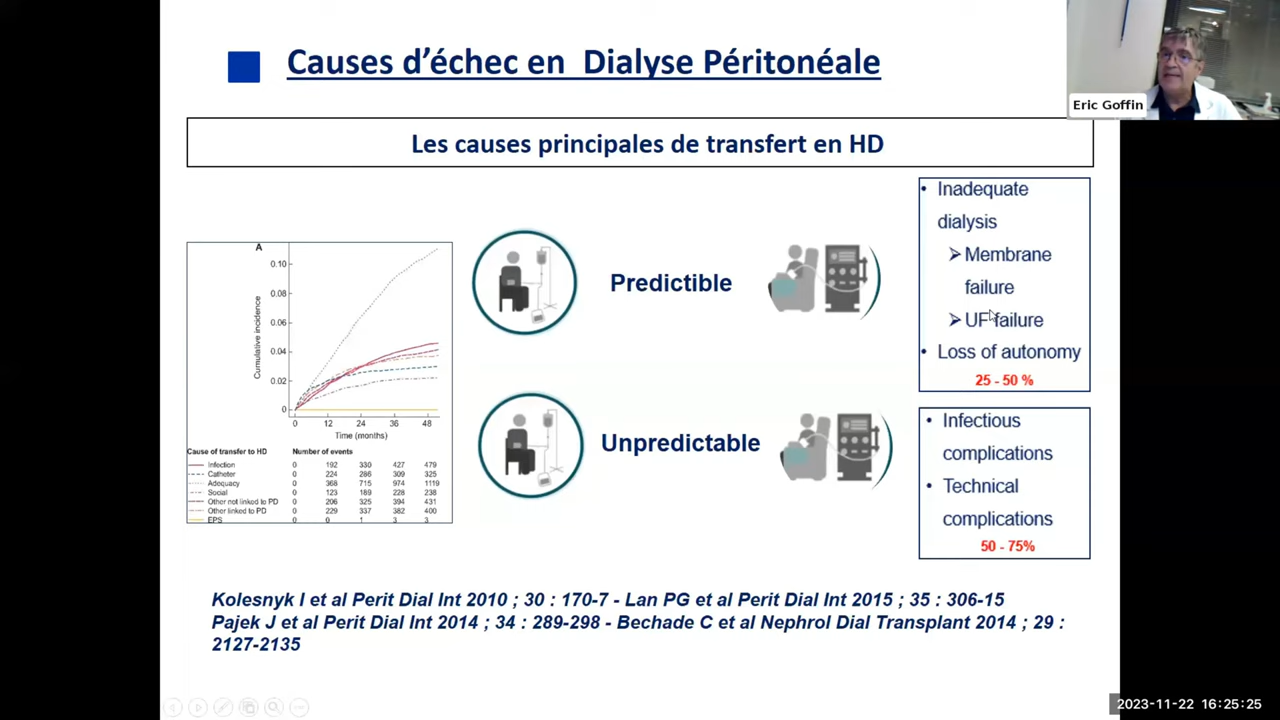 Causes d'échec en Dialyse Péritonéale
Eric Goffin
Les causes principales de transfert en HD
A
0.10
0.08
0.06
0.04
0.02
0
Cumulative incidence
0 12 24 36 48
Time (months)
Cause of transfer to HD Number of events
Infection 0 192 330 427 479
Catheter 0 224 286 309 325
Adequacy 0 368 715 974 1119
Social 0 123 189 228 238
Other not linked to PD 0 206 325 394 431
Other linked to PD 0 229 337 382 400
EPS 0 0 1 3 3
Predictible
Unpredictable
• Inadequate
dialysis
➢ Membrane
failure
➢ UF failure
• Loss of autonomy
25 - 50 %
• Infectious
complications
• Technical
complications
50 - 75%
Kolesnyk I et al Perit Dial Int 2010 ; 30 : 170-7 - Lan PG et al Perit Dial Int 2015 ; 35 : 306-15
Pajek J et al Perit Dial Int 2014 ; 34 : 289-298 - Bechade C et al Nephrol Dial Transplant 2014 ; 29 :
2127-2135
2023-11-22 16:25:25